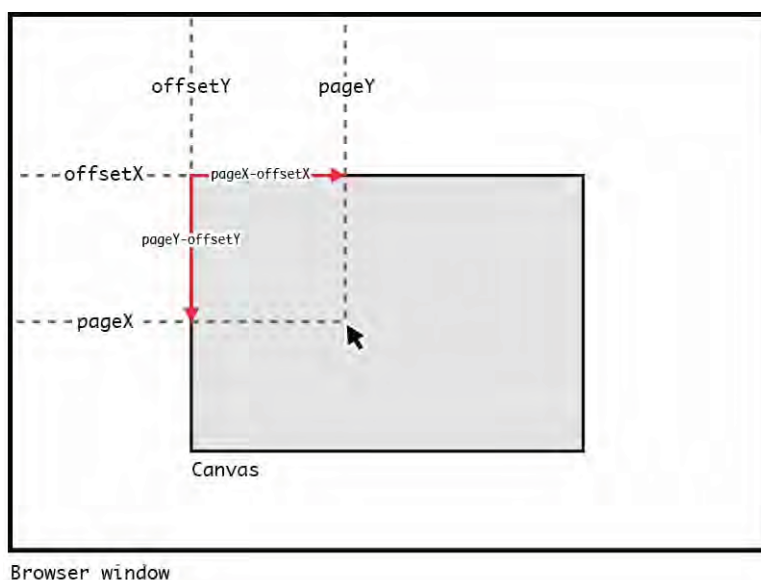 offsetY
pageY
offsetX
pageX-offsetX
pageY-offsetY
pageX
Canvas
Browser window